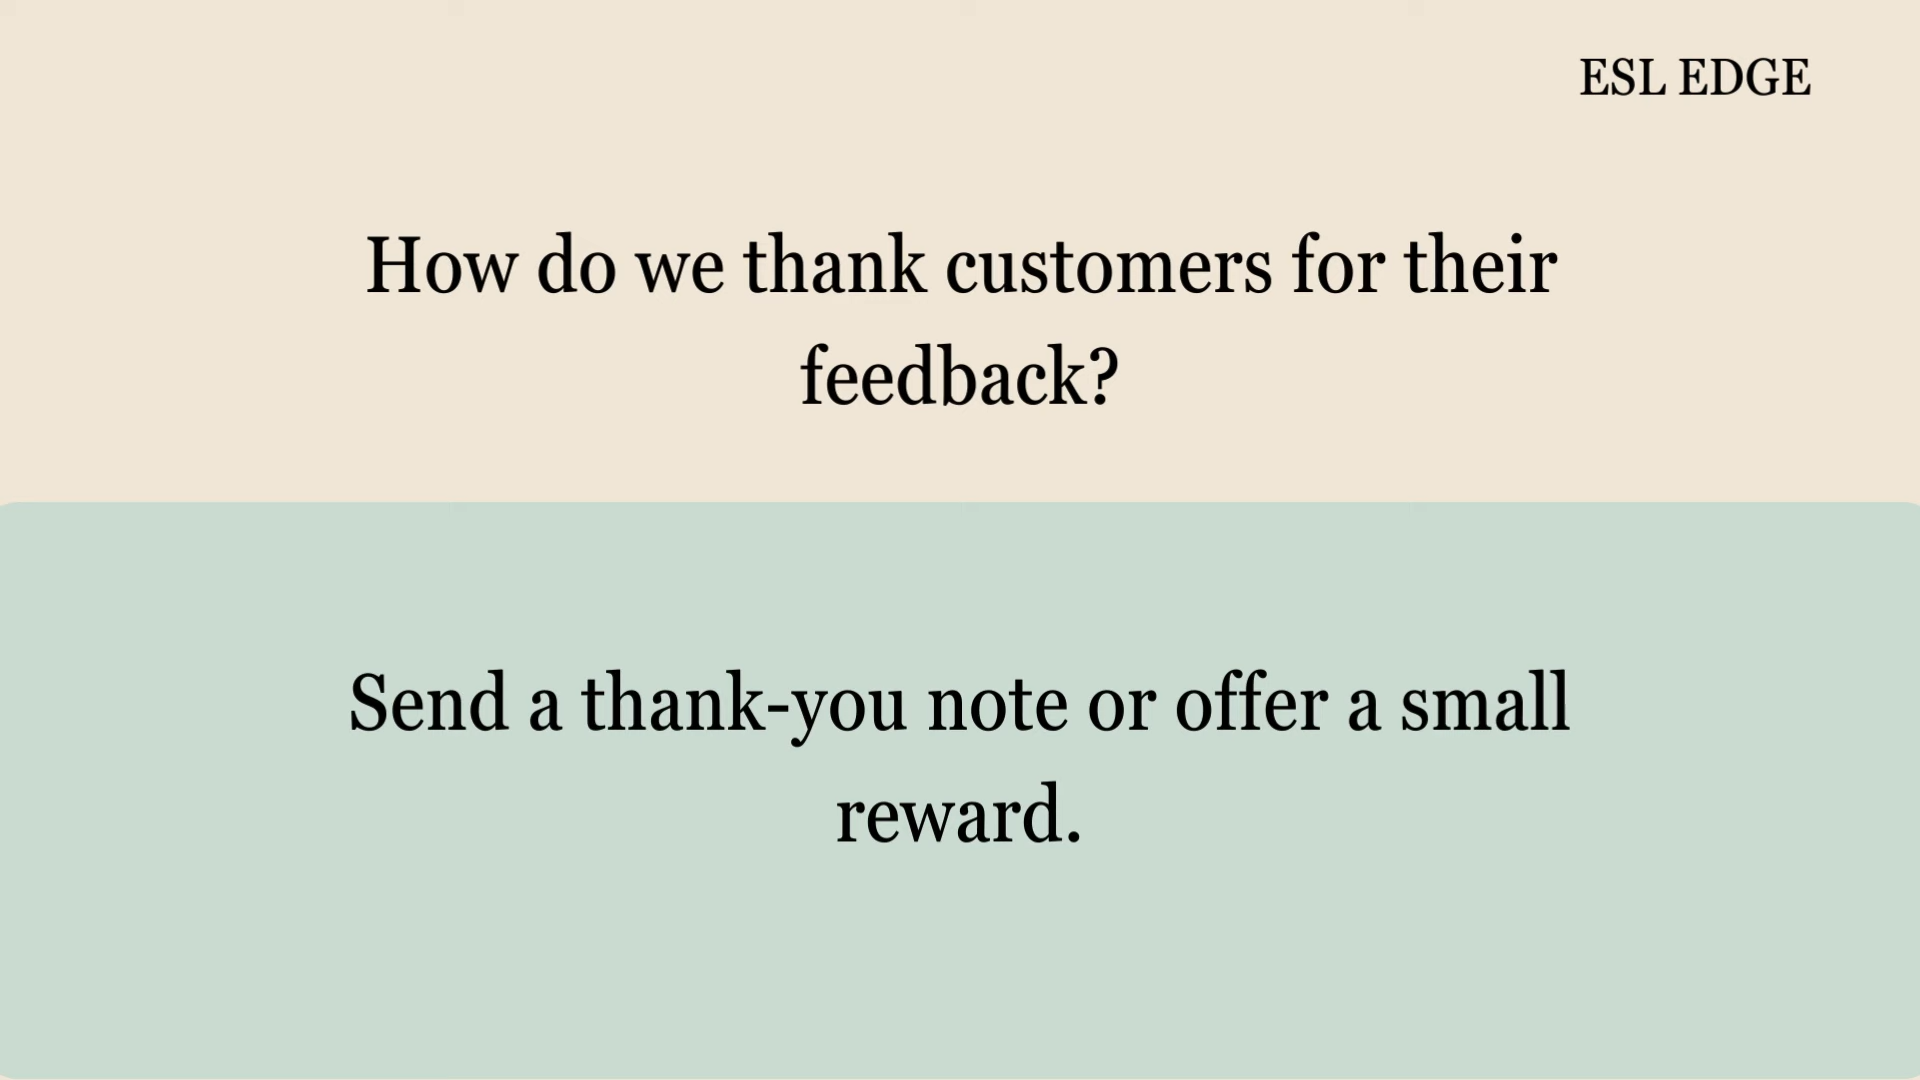 ESL EDGE
How do we thank customers for their
feedback?
Send a thank-you note or offer a small
reward.